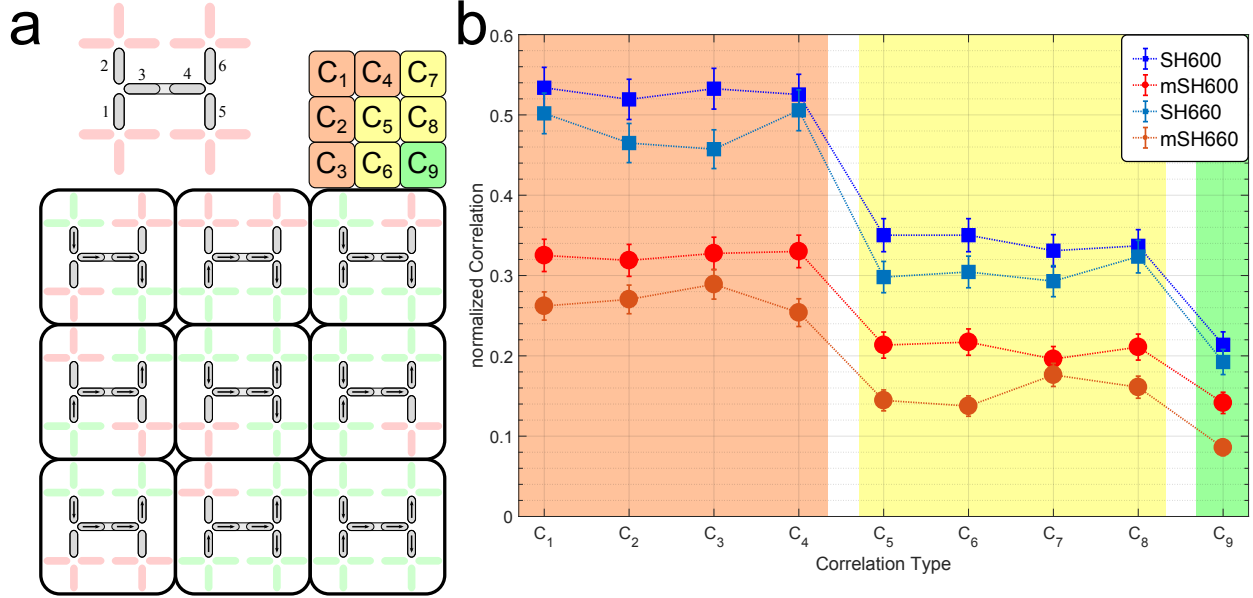 a
2
6
3
4
1
5
C1 C4 C7
C2 C5 C8
C3 C6 C9
b
0.6
0.5
0.4
0.3
0.2
0.1
0
normalized Correlation
SH600
mSH600
SH660
mSH660
C1 C2 C3 C4 C5 C6 C7 C8 C9
Correlation Type